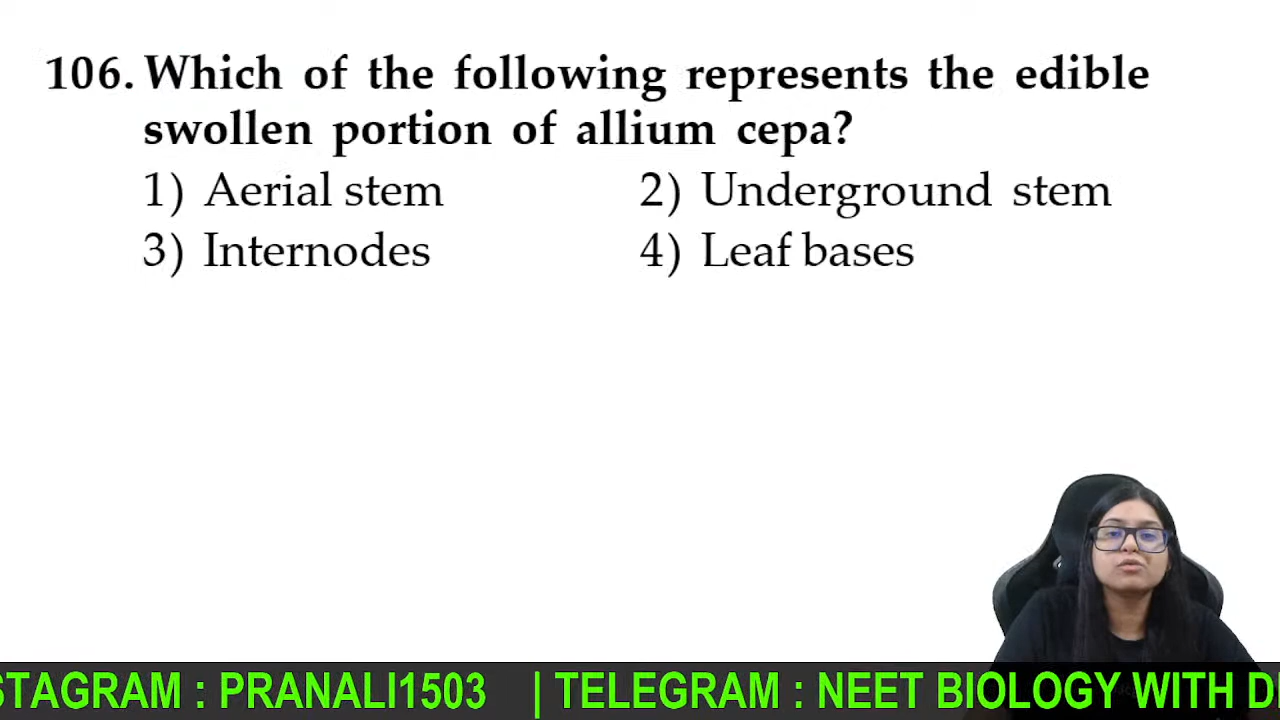 106. Which of the following represents the edible
swollen portion of allium cepa?
1) Aerial stem 2) Underground stem
3) Internodes 4) Leaf bases
STAGRAM : PRANALI1503 | TELEGRAM : NEET BIOLOGY WITH